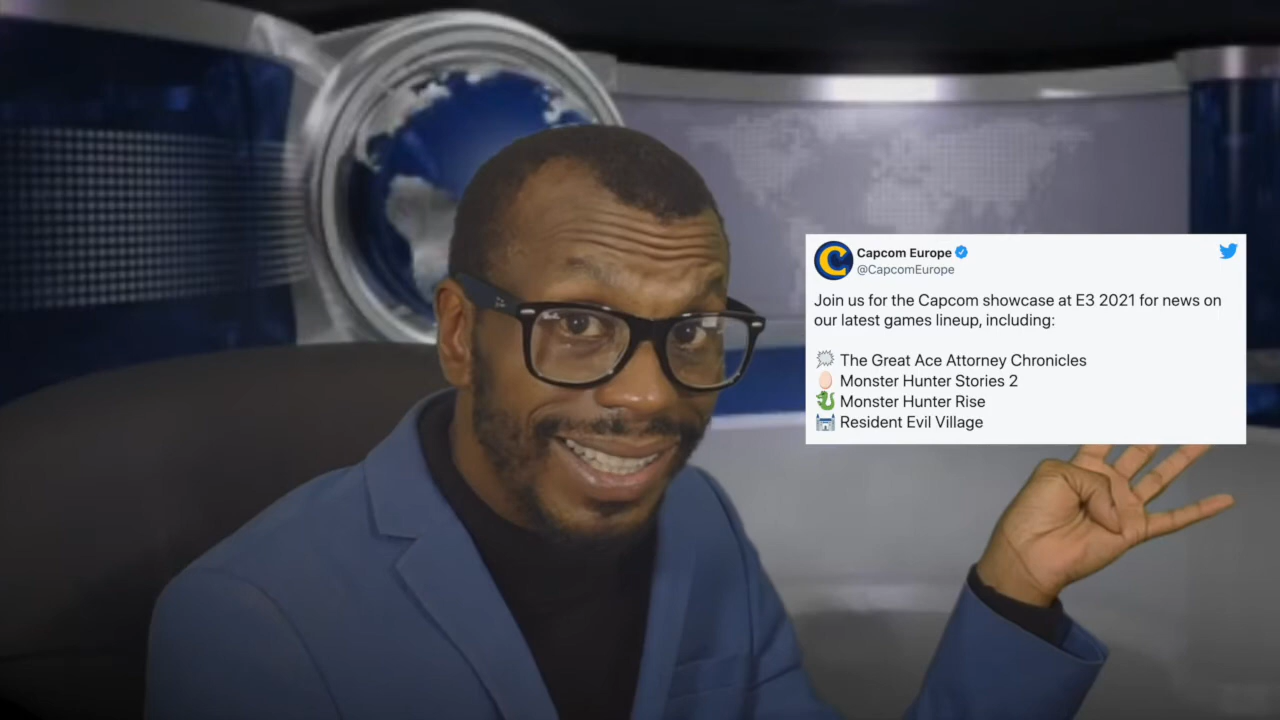 Capcom Europe
@CapcomEurope
Join us for the Capcom showcase at E3 2021 for news on
our latest games lineup, including:
The Great Ace Attorney Chronicles
Monster Hunter Stories 2
Monster Hunter Rise
Resident Evil Village